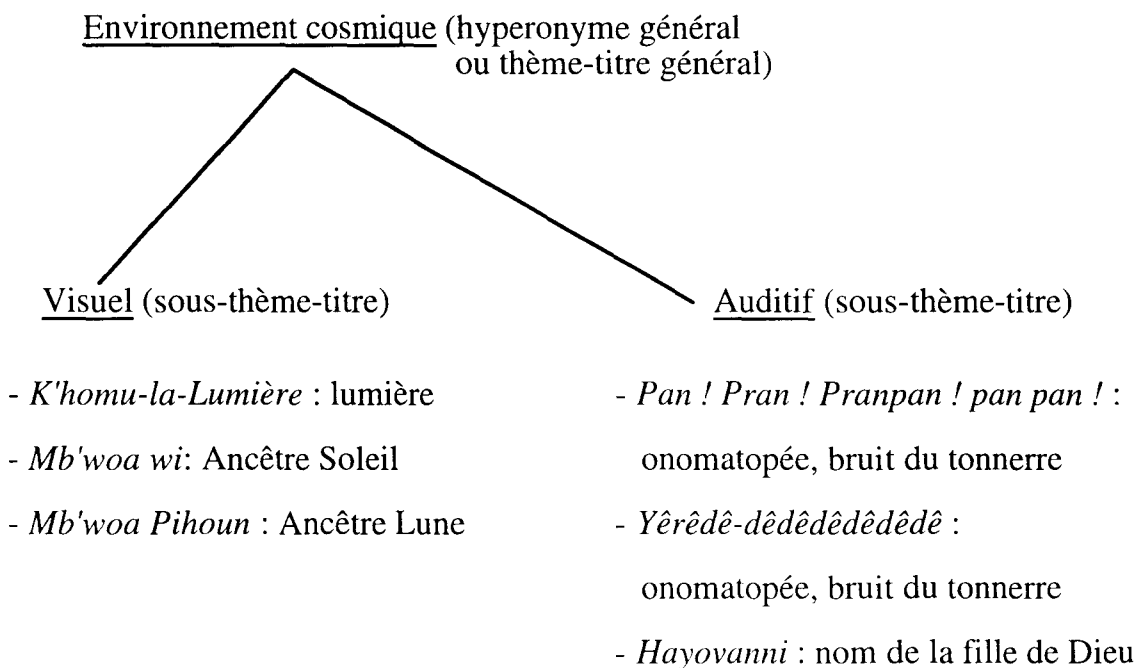 Environnement cosmique (hyperonyme général
ou thème-titre général)
Visuel (sous-thème-titre)
- K'homu-la-Lumière : lumière
- Mb'woa wi: Ancêtre Soleil
- Mb'woa Pihoun : Ancêtre Lune
Auditif (sous-thème-titre)
- Pan ! Pran ! Pranpan ! pan pan ! :
onomatopée, bruit du tonnerre
- Yêrêdê-dêdêdêdêdêdê :
onomatopée, bruit du tonnerre
- Hayovanni : nom de la fille de Dieu